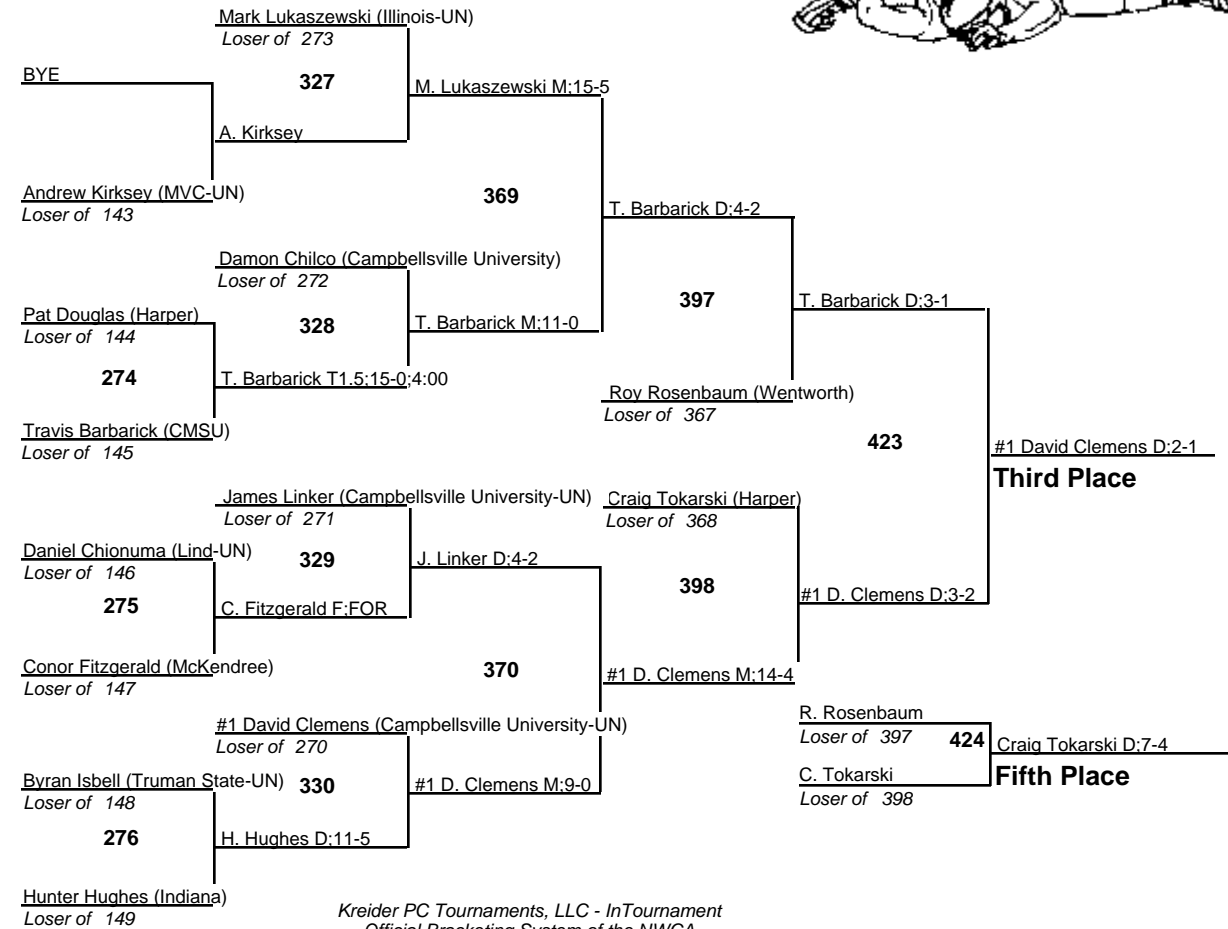 Mark Lukaszewski (Illinois-UN)
Loser of 273
BYE
327
M. Lukaszewski M;15-5
A. Kirksey
Andrew Kirksey (MVC-UN)
Loser of 143
369
T. Barbarick D;4-2
Damon Chilco (Campbellsville University)
Loser of 272
Pat Douglas (Harper)
Loser of 144
328
T. Barbarick M;11-0
397
T. Barbarick D;3-1
274
T. Barbarick T1.5;15-0;4:00
Roy Rosenbaum (Wentworth)
Loser of 367
Travis Barbarick (CMSU)
Loser of 145
423
#1 David Clemens D;2-1
Third Place
James Linker (Campbellsville University-UN)
Loser of 271
Craig Tokarski (Harper)
Loser of 368
Daniel Chionuma (Lind-UN)
Loser of 146
329
J. Linker D;4-2
398
#1 D. Clemens D;3-2
275
C. Fitzgerald F;FOR
Conor Fitzgerald (McKendree)
Loser of 147
370
#1 D. Clemens M;14-4
#1 David Clemens (Campbellsville University-UN)
Loser of 270
R. Rosenbaum
Loser of 397
424
Craig Tokarski D;7-4
Fifth Place
C. Tokarski
Loser of 398
Byran Isbell (Truman State-UN)
Loser of 148
330
#1 D. Clemens M;9-0
276
H. Hughes D;11-5
Hunter Hughes (Indiana)
Loser of 149
Kreider PC Tournaments, LLC - InTournament
Official Bracketing System of the NWCA